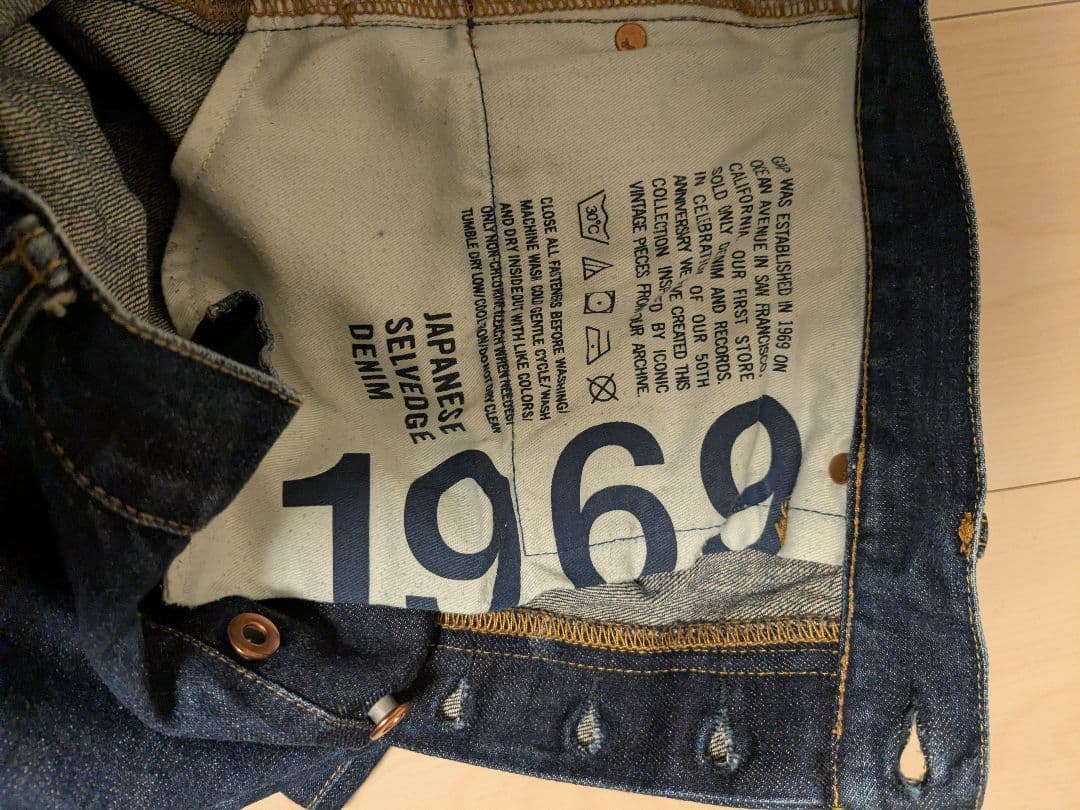 GAP WAS ESTABLISHED IN 1969 ON
OCEAN AVENUE IN SAN FRANCISCO,
CALIFORNIA. OUR FIRST STORE
SOLD ONLY DENIM AND RECORDS.
IN CELEBRATION OF OUR 50TH
ANNIVERSRY WE'VE CREATED THIS
COLLECTION INSPIRED BY ICONIC
VINTAGE PIECES FROM OUR ARCHIVE.
30°C
CLOSE ALL FASTENERS BEFORE WASHING/
MACHINE WASH COLD GENTLE CYCLE/WASH
AND DRY INSIDE OUT WITH LIKE COLORS/
ONLY NON-CHLORINE BLEACH WHEN NEEDED/
TUMBLE DRY LOW/COOL IRON/DO NOT DRY CLEAN
JAPANESE
SELVEDGE
DENIM
1969